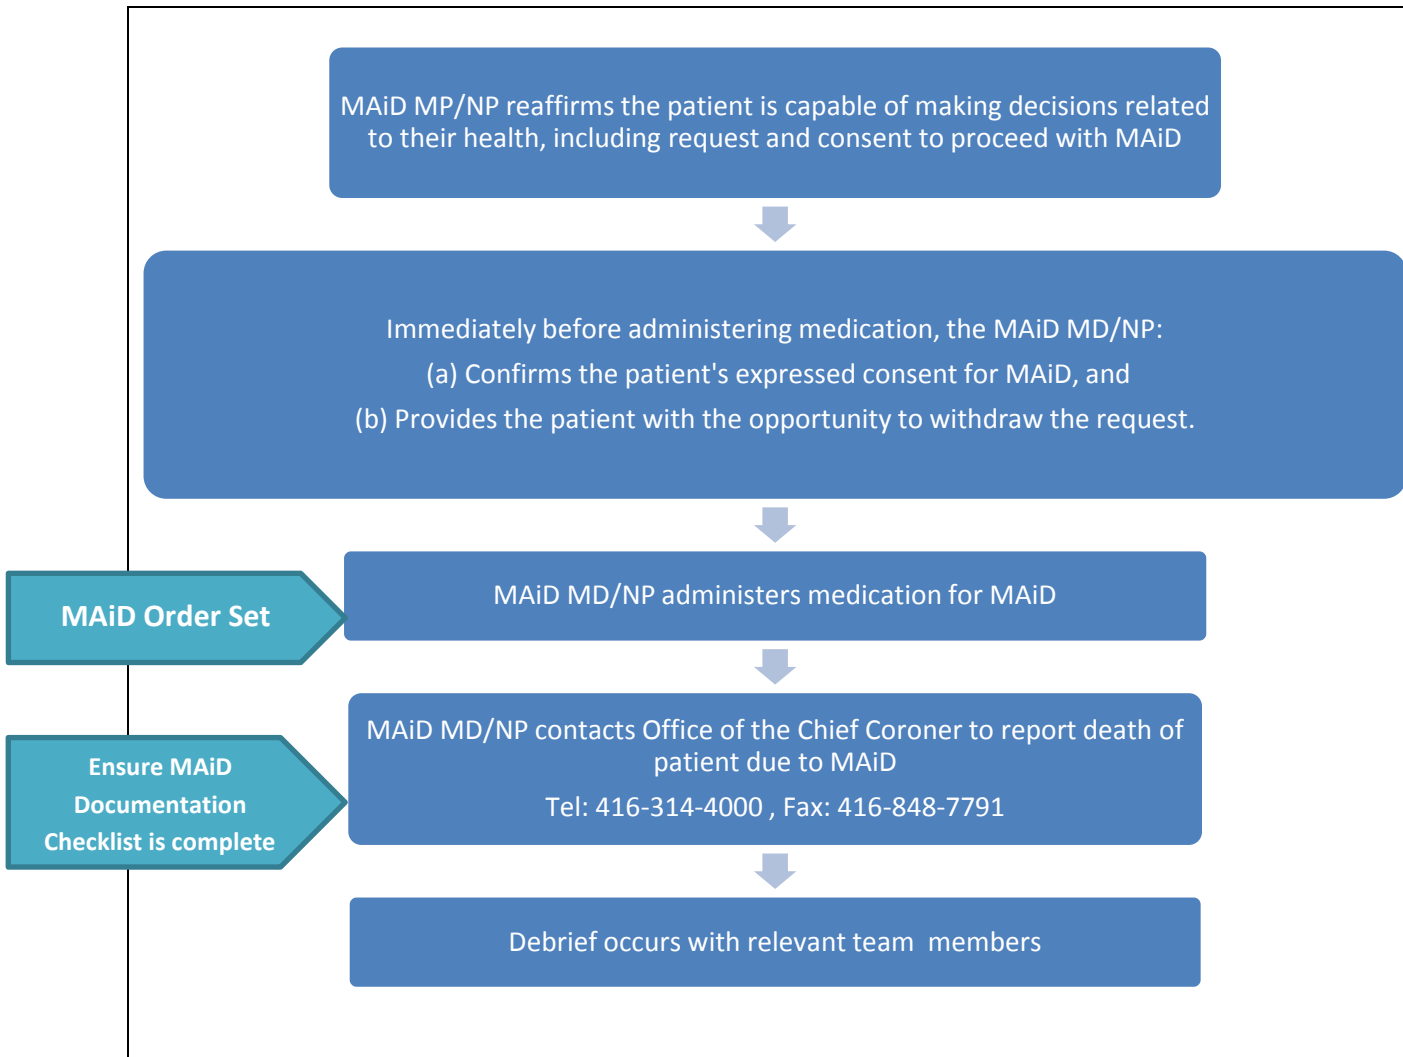 MAiD MP/NP reaffirms the patient is capable of making decisions related
to their health, including request and consent to proceed with MAiD
Immediately before administering medication, the MAiD MD/NP:
(a) Confirms the patient's expressed consent for MAiD, and
(b) Provides the patient with the opportunity to withdraw the request.
MAiD Order Set
MAiD MD/NP administers medication for MAiD
Ensure MAiD
Documentation
Checklist is complete
MAiD MD/NP contacts Office of the Chief Coroner to report death of
patient due to MAiD
Tel: 416-314-4000 , Fax: 416-848-7791
Debrief occurs with relevant team  members